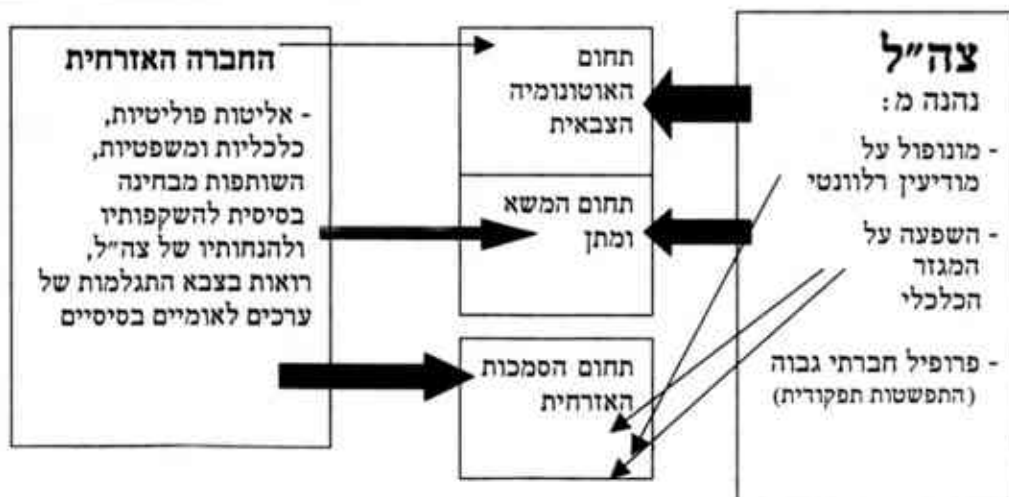 צה״ל
נהנה מ:
- מונופול על
מודיעין רלוונטי
- השפעה על
המגזר
הכלכלי
- פרופיל חברתי גבוה
(התפשטות תפקודית)
תחום
האוטונומיה
הצבאית
תחום המשא
ומתן
תחום הסמכות
האזרחית
החברה האזרחית
- אליטות פוליטיות,
כלכליות ומשפטיות,
השותפות מבחינה
בסיסית להשקפותיו
ולהנחותיו של צה״ל,
רואות בצבא התגלמות של
ערכים לאומיים בסיסיים